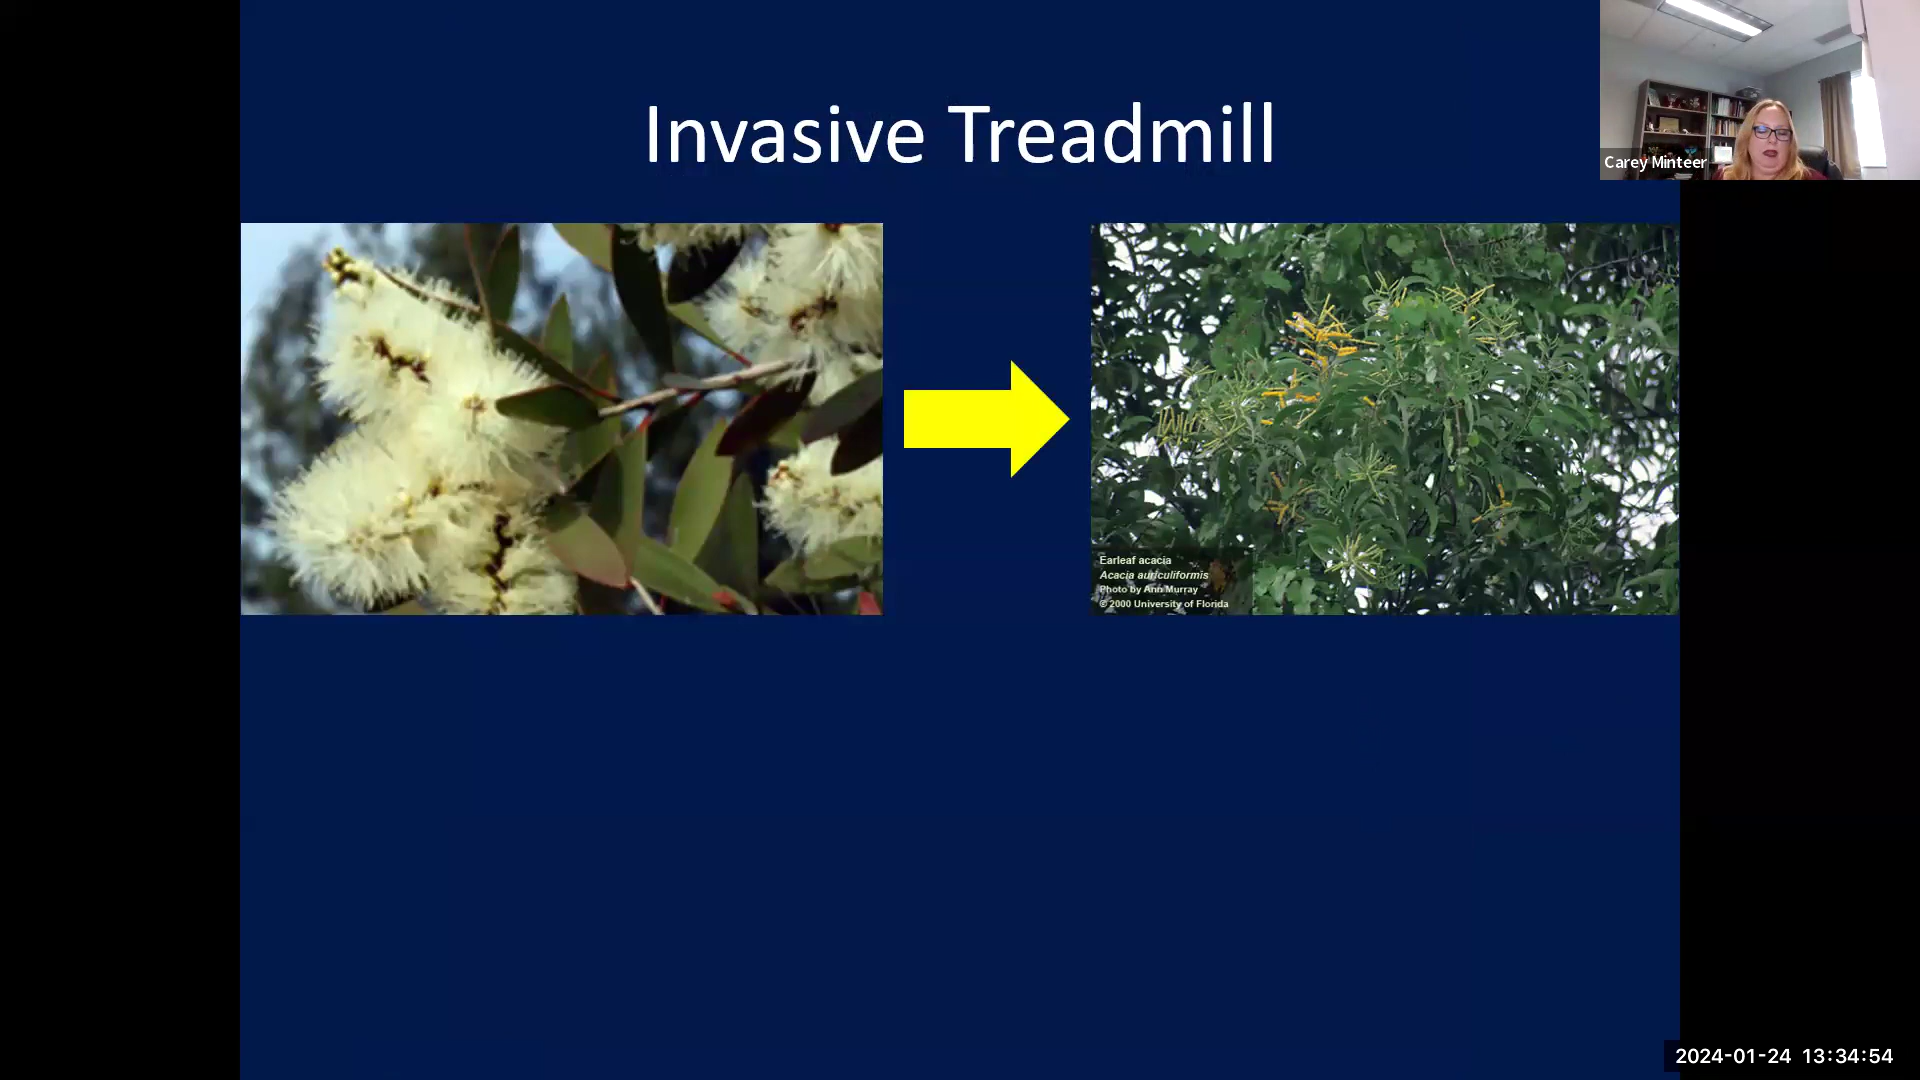 Invasive Treadmill
Carey Minteer
Earleaf acacia
Acacia auriculiformis
Photo by Ann Murray
© 2000 University of Florida
2024-01-24 13:34:54